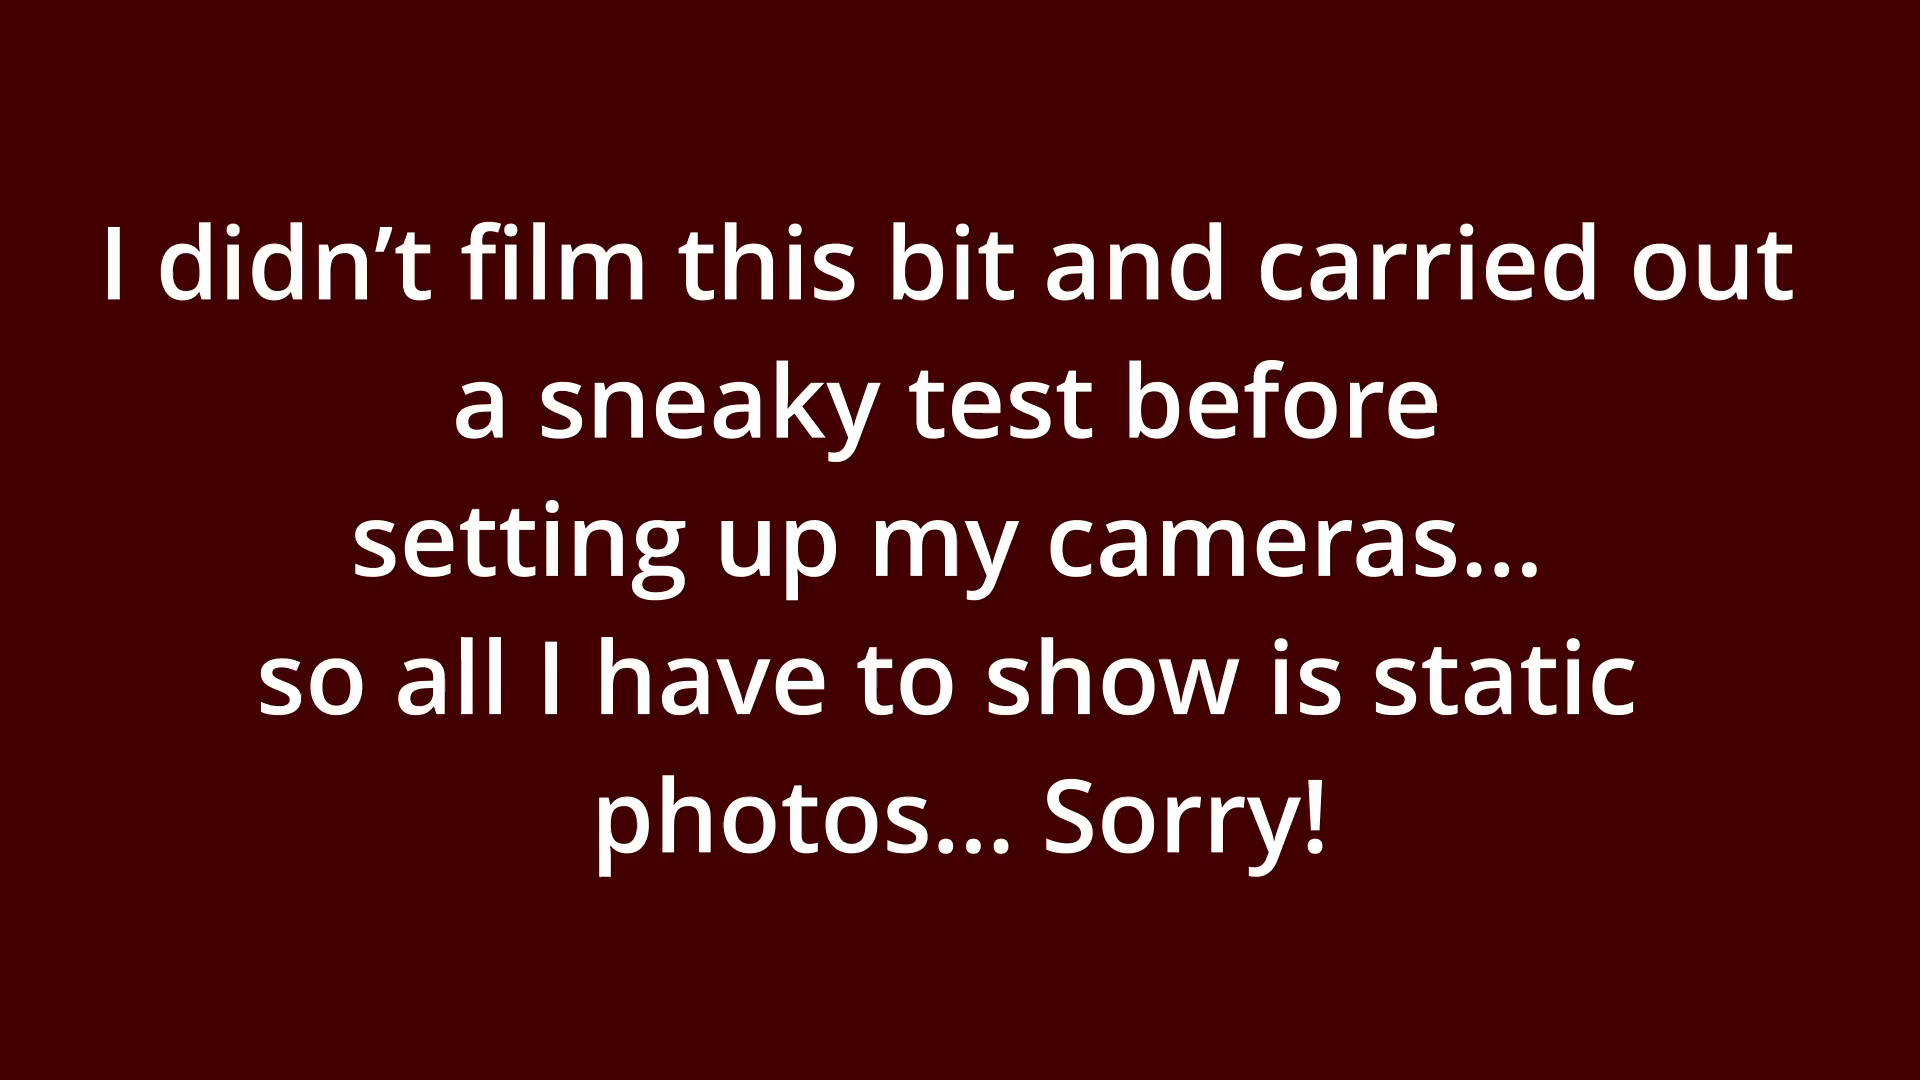 I didn’t film this bit and carried out
a sneaky test before
setting up my cameras...
so all I have to show is static
photos... Sorry!